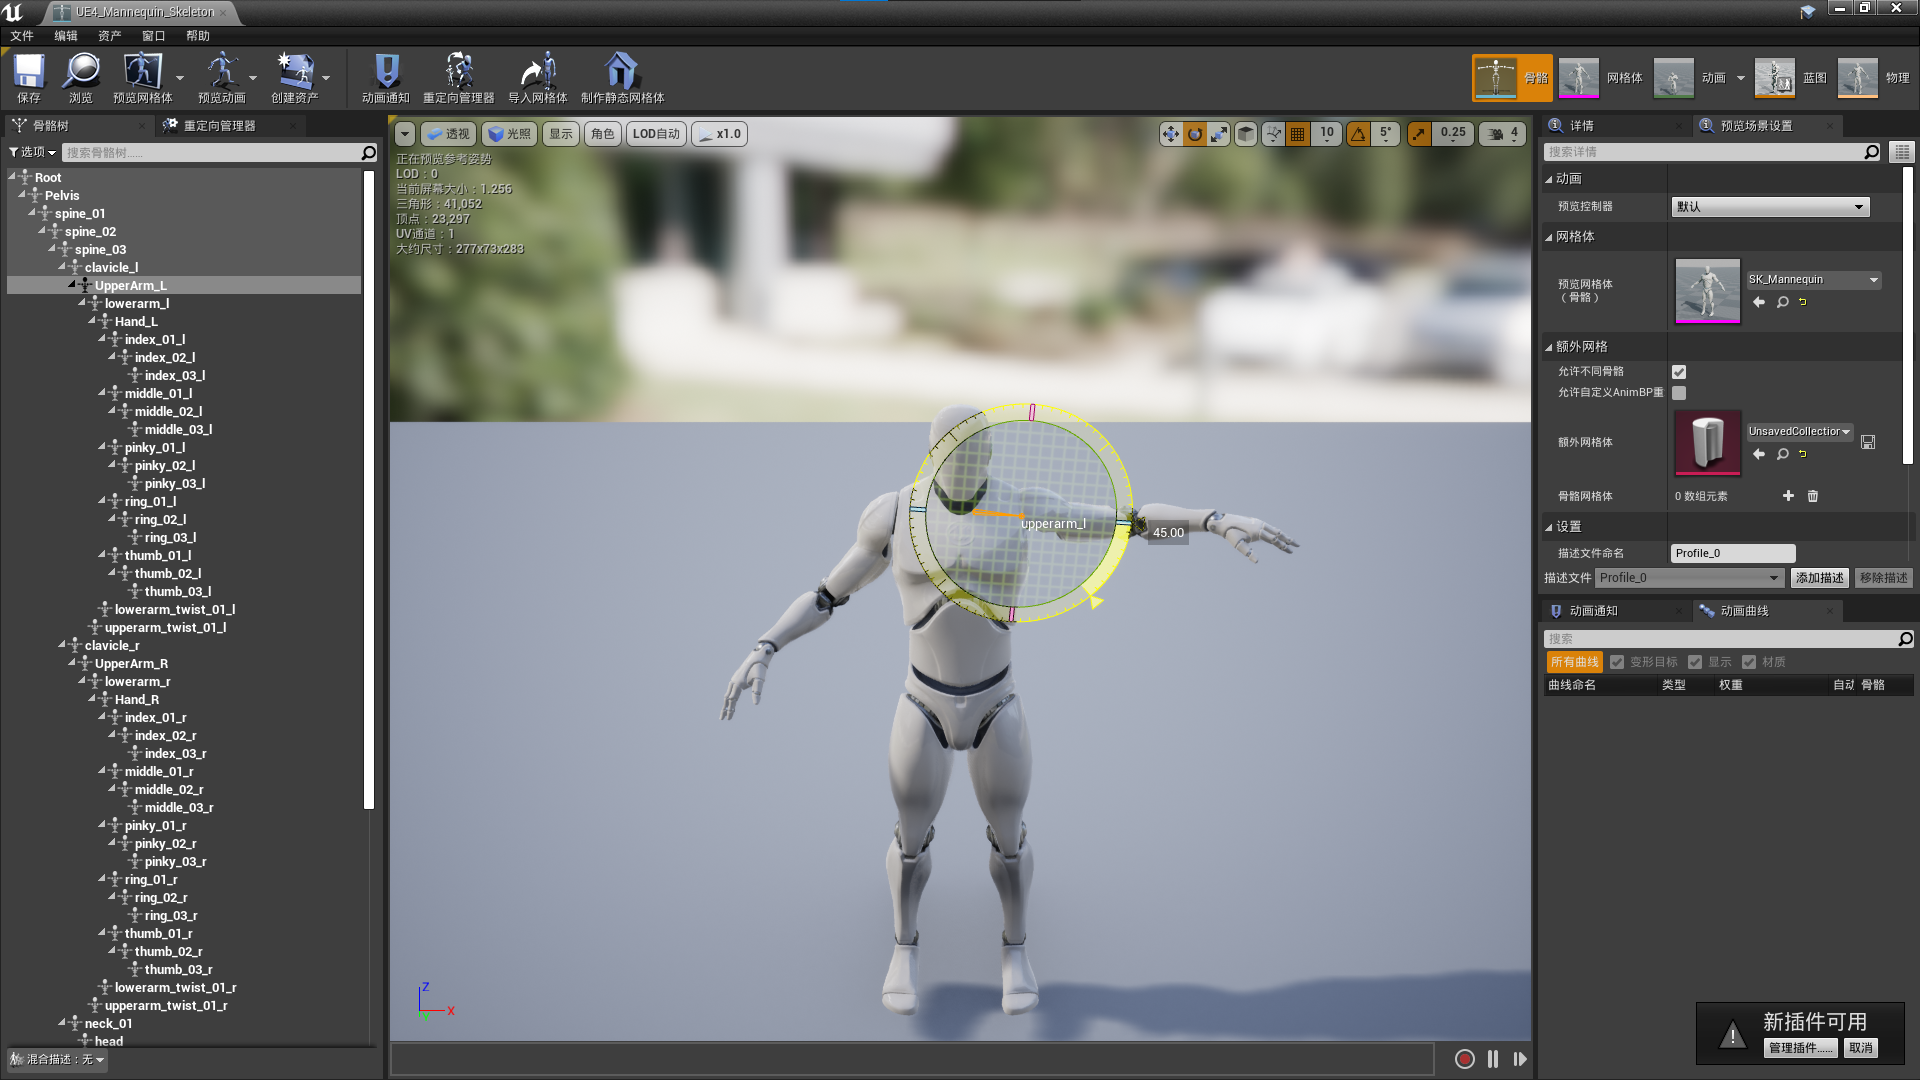 UE4_Mannequin_Skeleton
文件 编辑 资产 窗口 帮助
保存 浏览 预览网格体 预览动画 创建资产 动画通知 重定向管理器 导入网格体 制作静态网格体
骨骼 网格体 动画 蓝图 物理
骨骼树 重定向管理器
选项 搜索骨骼树......
Root
Pelvis
spine_01
spine_02
spine_03
clavicle_l
UpperArm_L
lowerarm_l
Hand_L
index_01_l
index_02_l
index_03_l
middle_01_l
middle_02_l
middle_03_l
pinky_01_l
pinky_02_l
pinky_03_l
ring_01_l
ring_02_l
ring_03_l
thumb_01_l
thumb_02_l
thumb_03_l
lowerarm_twist_01_l
upperarm_twist_01_l
clavicle_r
UpperArm_R
lowerarm_r
Hand_R
index_01_r
index_02_r
index_03_r
middle_01_r
middle_02_r
middle_03_r
pinky_01_r
pinky_02_r
pinky_03_r
ring_01_r
ring_02_r
ring_03_r
thumb_01_r
thumb_02_r
thumb_03_r
lowerarm_twist_01_r
upperarm_twist_01_r
neck_01
head
混合描述：无
透视 光照 显示 角色 LOD自动 x1.0
10 5° 0.25 4
正在预览参考姿势
LOD：0
当前屏幕大小：1.256
三角形：41,052
顶点：23,297
UV通道：1
大约尺寸：277x73x283
upperarm_l
45.00
Z
X
Y
详情 预览场景设置
搜索详情
动画
预览控制器 默认
网格体
预览网格体
（骨骼） SK_Mannequin
额外网格
允许不同骨骼
允许自定义AnimBP重
额外网格体 UnsavedCollection
骨骼网格体 0 数组元素
设置
描述文件命名 Profile_0
描述文件 Profile_0 添加描述 移除描述
动画通知 动画曲线
搜索
所有曲线 变形目标 显示 材质
曲线命名 类型 权重 自动 骨骼
新插件可用
管理插件...... 取消